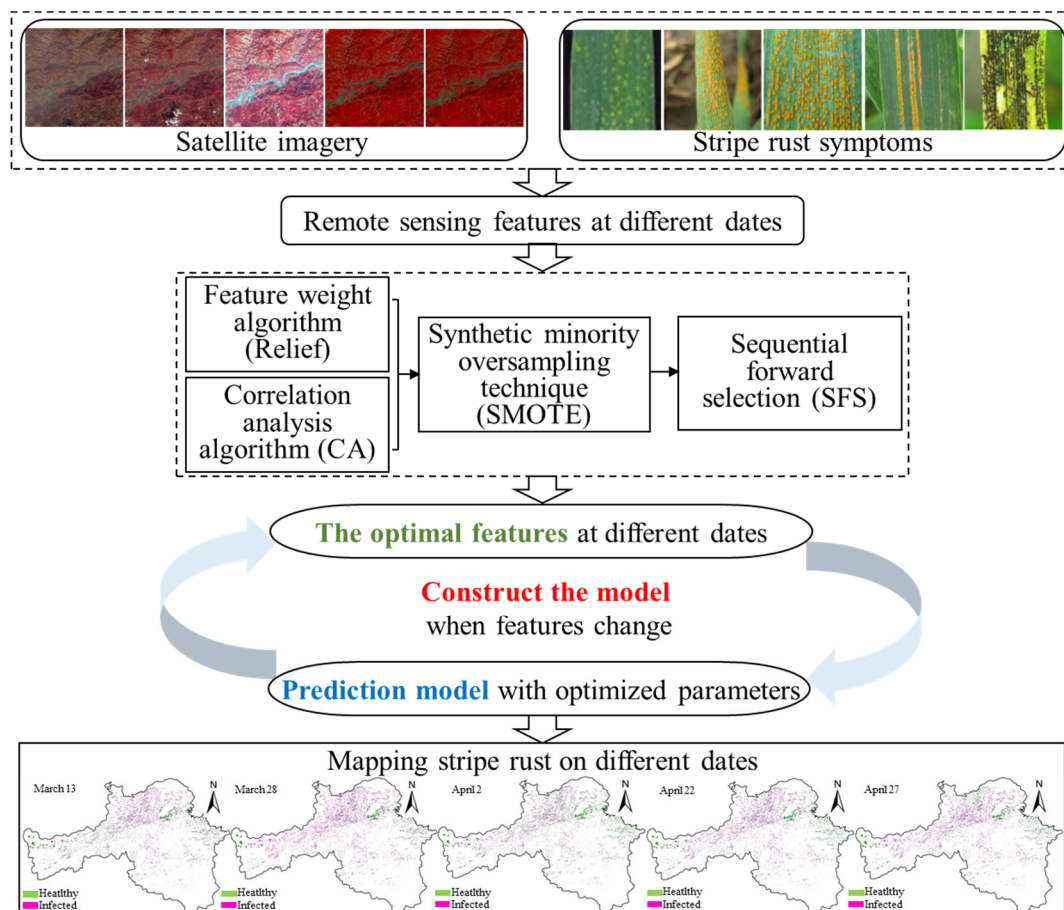 Satellite imagery
Stripe rust symptoms
Remote sensing features at different dates
Feature weight
algorithm
(Relief)
Correlation
analysis
algorithm (CA)
Synthetic minority
oversampling
technique
(SMOTE)
Sequential
forward
selection (SFS)
The optimal features at different dates
Construct the model
when features change
Prediction model with optimized parameters
Mapping stripe rust on different dates
March 13
N
Heatlthy
Infected
March 28
N
Heatlthy
Infected
April 2
N
Heatlthy
Infected
April 22
N
Heatlthy
Infected
April 27
N
Heatlthy
Infected